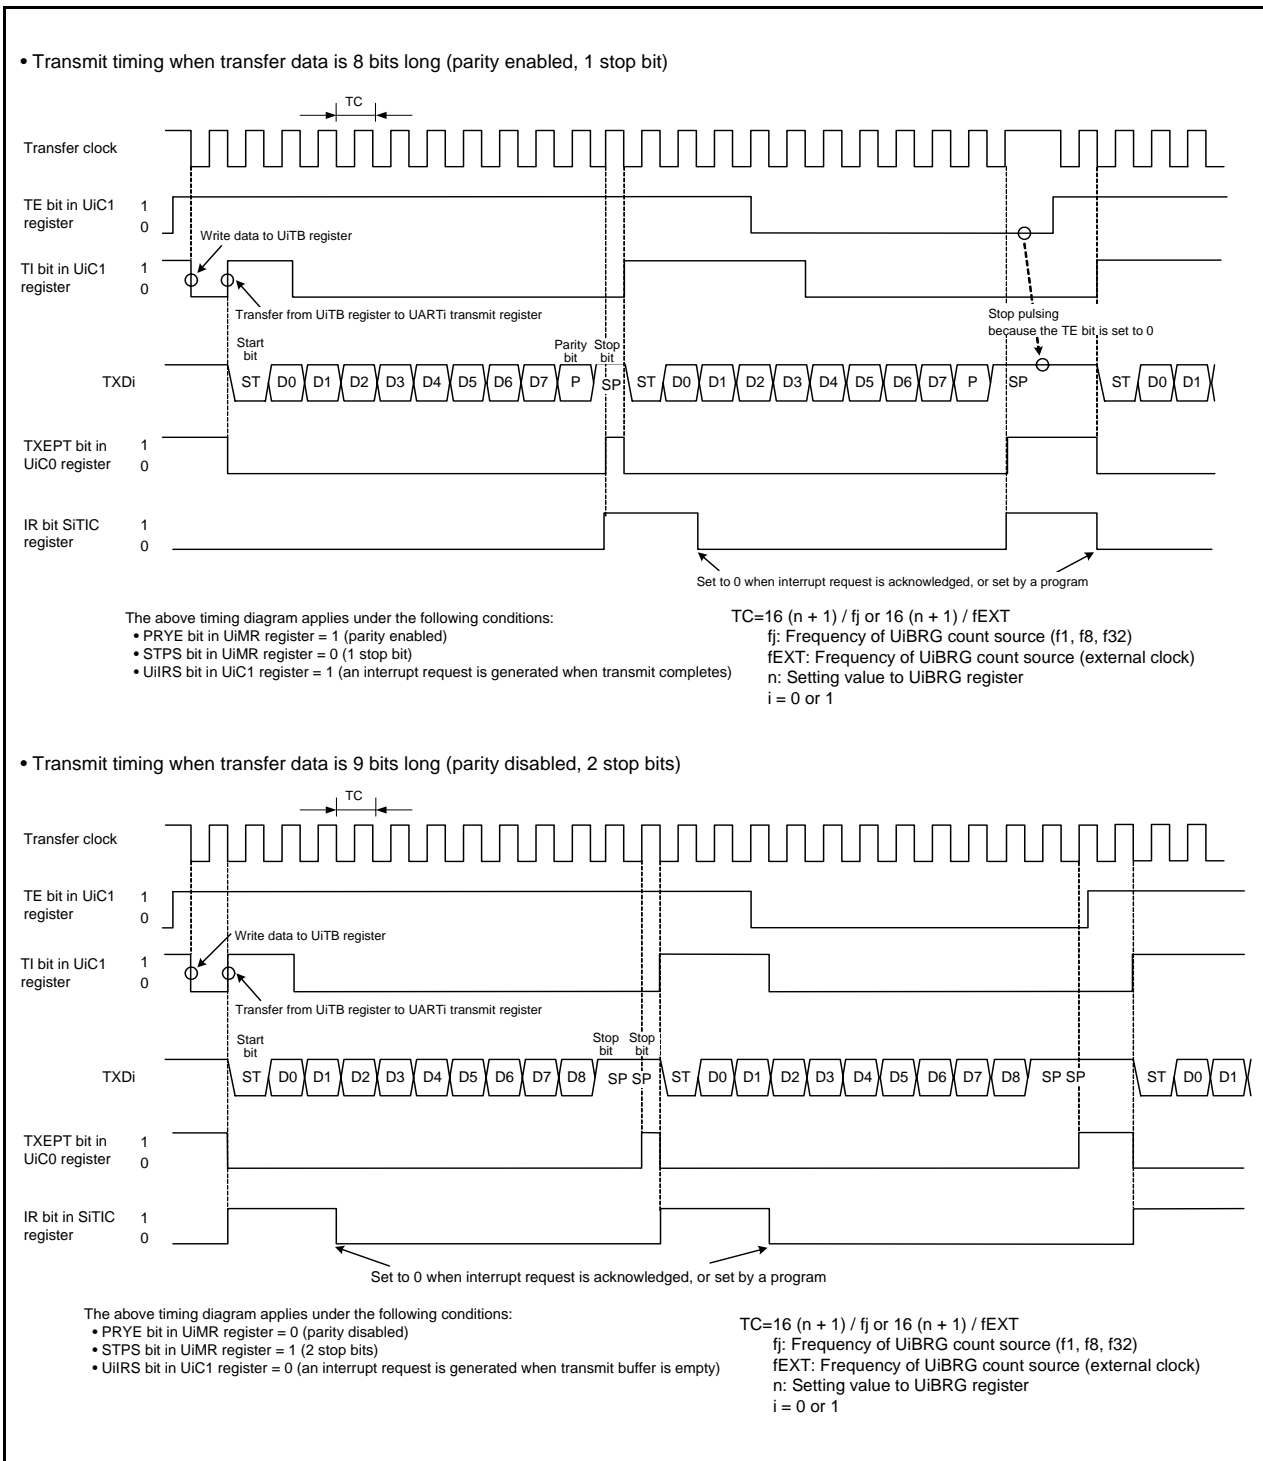 • Transmit timing when transfer data is 8 bits long (parity enabled, 1 stop bit)
TC
Transfer clock
TE bit in UiC1
register
1
0
Write data to UiTB register
TI bit in UiC1
register
1
0
Transfer from UiTB register to UARTi transmit register
Stop pulsing
because the TE bit is set to 0
Start
bit
Parity
bit
Stop
bit
TXDi
ST D0 D1 D2 D3 D4 D5 D6 D7 P SP ST D0 D1 D2 D3 D4 D5 D6 D7 P SP ST D0 D1
TXEPT bit in
UiC0 register
1
0
IR bit SiTIC
register
1
0
Set to 0 when interrupt request is acknowledged, or set by a program
The above timing diagram applies under the following conditions:
• PRYE bit in UiMR register = 1 (parity enabled)
• STPS bit in UiMR register = 0 (1 stop bit)
• UiIRS bit in UiC1 register = 1 (an interrupt request is generated when transmit completes)
TC=16 (n + 1) / fj or 16 (n + 1) / fEXT
fj: Frequency of UiBRG count source (f1, f8, f32)
fEXT: Frequency of UiBRG count source (external clock)
n: Setting value to UiBRG register
i = 0 or 1
• Transmit timing when transfer data is 9 bits long (parity disabled, 2 stop bits)
TC
Transfer clock
TE bit in UiC1
register
1
0
Write data to UiTB register
TI bit in UiC1
register
1
0
Transfer from UiTB register to UARTi transmit register
Start
bit
Stop
bit
Stop
bit
TXDi
ST D0 D1 D2 D3 D4 D5 D6 D7 D8 SP SP ST D0 D1 D2 D3 D4 D5 D6 D7 D8 SP SP ST D0 D1
TXEPT bit in
UiC0 register
1
0
IR bit in SiTIC
register
1
0
Set to 0 when interrupt request is acknowledged, or set by a program
The above timing diagram applies under the following conditions:
• PRYE bit in UiMR register = 0 (parity disabled)
• STPS bit in UiMR register = 1 (2 stop bits)
• UiIRS bit in UiC1 register = 0 (an interrupt request is generated when transmit buffer is empty)
TC=16 (n + 1) / fj or 16 (n + 1) / fEXT
fj: Frequency of UiBRG count source (f1, f8, f32)
fEXT: Frequency of UiBRG count source (external clock)
n: Setting value to UiBRG register
i = 0 or 1